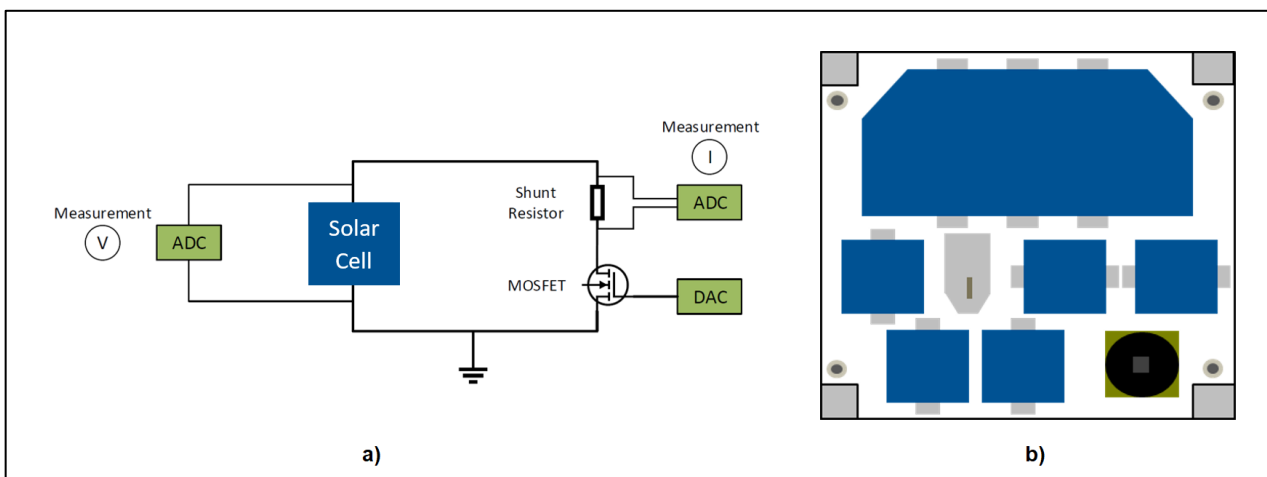 Measurement
V
ADC
Solar
Cell
Shunt
Resistor
MOSFET
Measurement
I
ADC
DAC
a)
b)